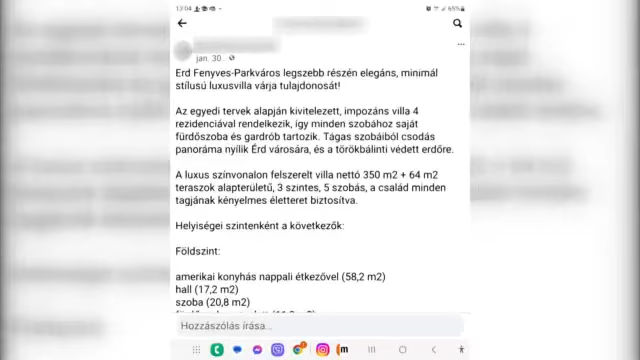 13:04
65%
jan. 30.
Érd Fenyves-Parkváros legszebb részén elegáns, minimál
stílusú luxusvilla várja tulajdonosát!
Az egyedi tervek alapján kivitelezett, impozáns villa 4
rezidenciával rendelkezik, így minden szobához saját
fürdőszoba és gardrób tartozik. Tágas szobáiból csodás
panoráma nyílik Érd városára, és a törökbálinti védett erdőre.
A luxus színvonalon felszerelt villa nettó 350 m2 + 64 m2
teraszok alapterületű, 3 szintes, 5 szobás, a család minden
tagjának kényelmes életteret biztosítva.
Helyiségei szintenként a következők:
Földszint:
amerikai konyhás nappali étkezővel (58,2 m2)
hall (17,2 m2)
szoba (20,8 m2)
Hozzászólás írása...